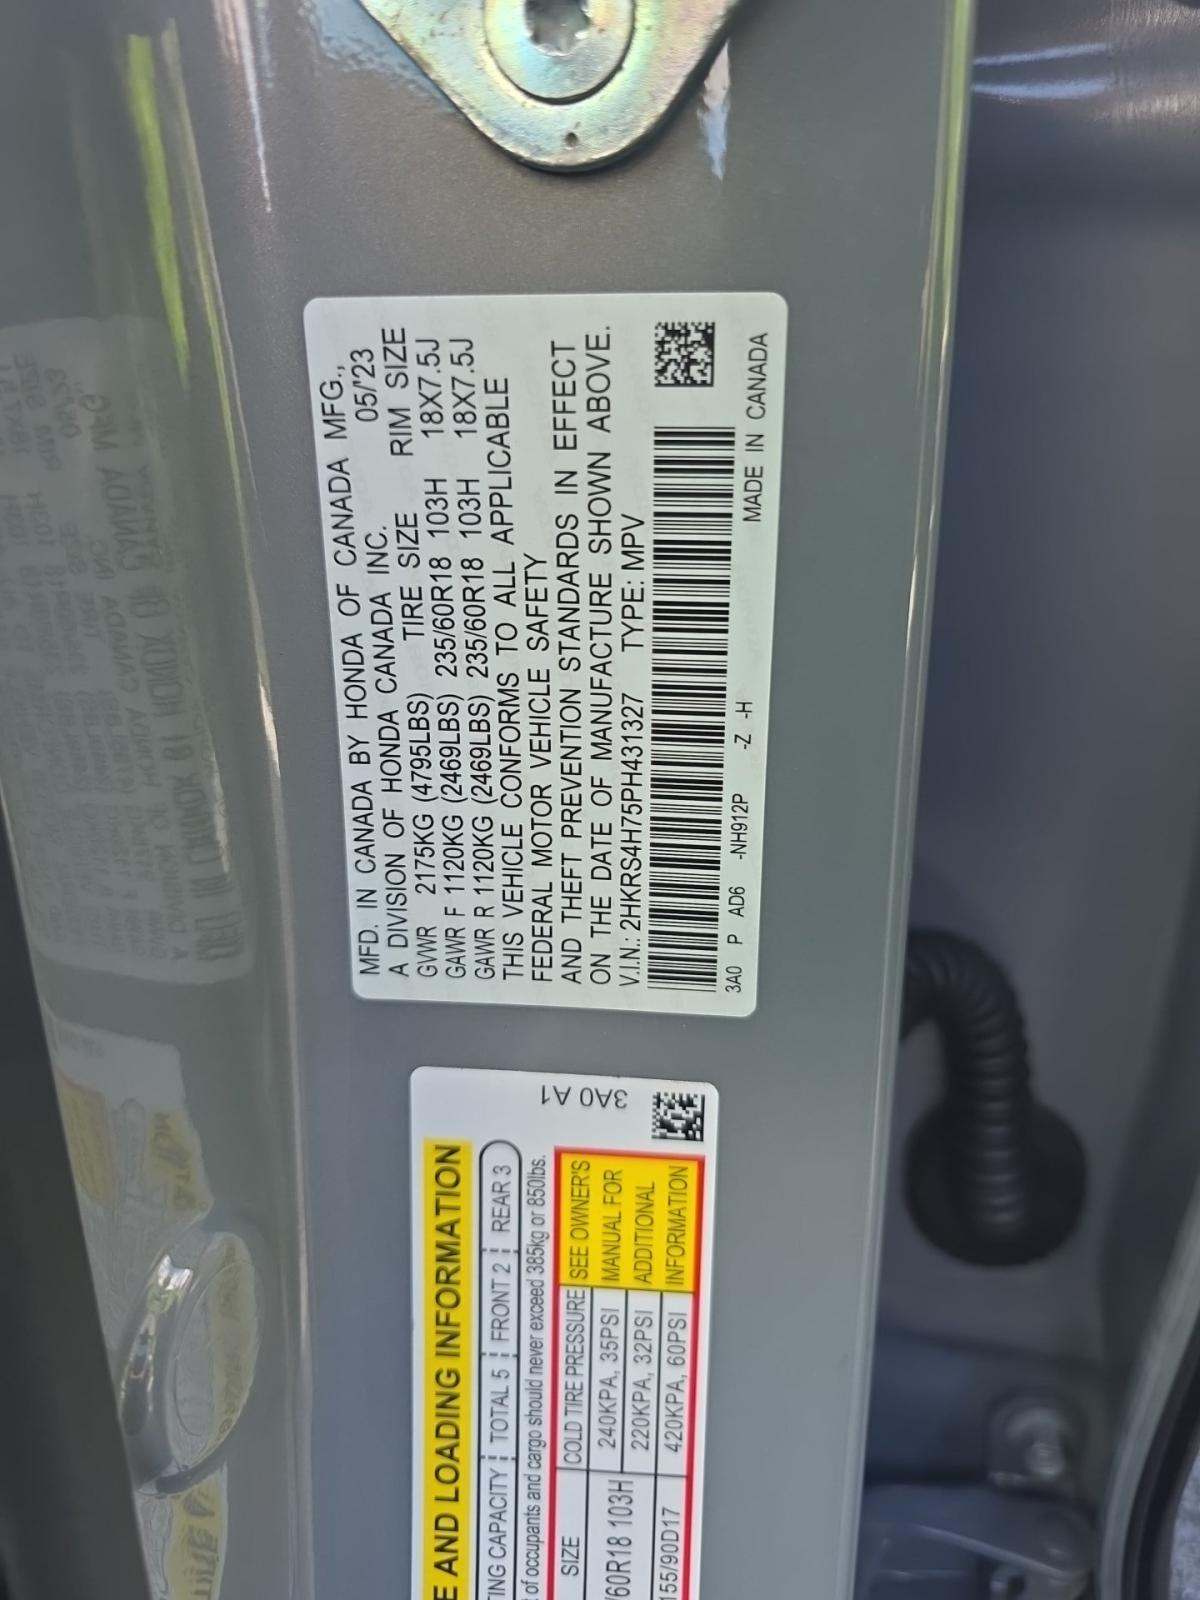 MFD. IN CANADA BY HONDA OF CANADA MFG.,
A DIVISION OF HONDA CANADA INC. 05/'23
GVWR 2175KG (4795LBS) TIRE SIZE RIM SIZE
GAWR F 1120KG (2469LBS) 235/60R18 103H 18X7.5J
GAWR R 1120KG (2469LBS) 235/60R18 103H 18X7.5J
THIS VEHICLE CONFORMS TO ALL APPLICABLE
FEDERAL MOTOR VEHICLE SAFETY
AND THEFT PREVENTION STANDARDS IN EFFECT
ON THE DATE OF MANUFACTURE SHOWN ABOVE.
V.I.N.: 2HKRS4H75PH431327 TYPE: MPV
3A0 P AD6 -NH912P -Z -H MADE IN CANADA
E AND LOADING INFORMATION
TING CAPACITY TOTAL 5 FRONT 2 REAR 3
t of occupants and cargo should never exceed 385kg or 850lbs.
SIZE COLD TIRE PRESSURE SEE OWNER'S
/60R18 103H 240KPA, 35PSI MANUAL FOR
220KPA, 32PSI ADDITIONAL
155/90D17 420KPA, 60PSI INFORMATION
3A0 A1